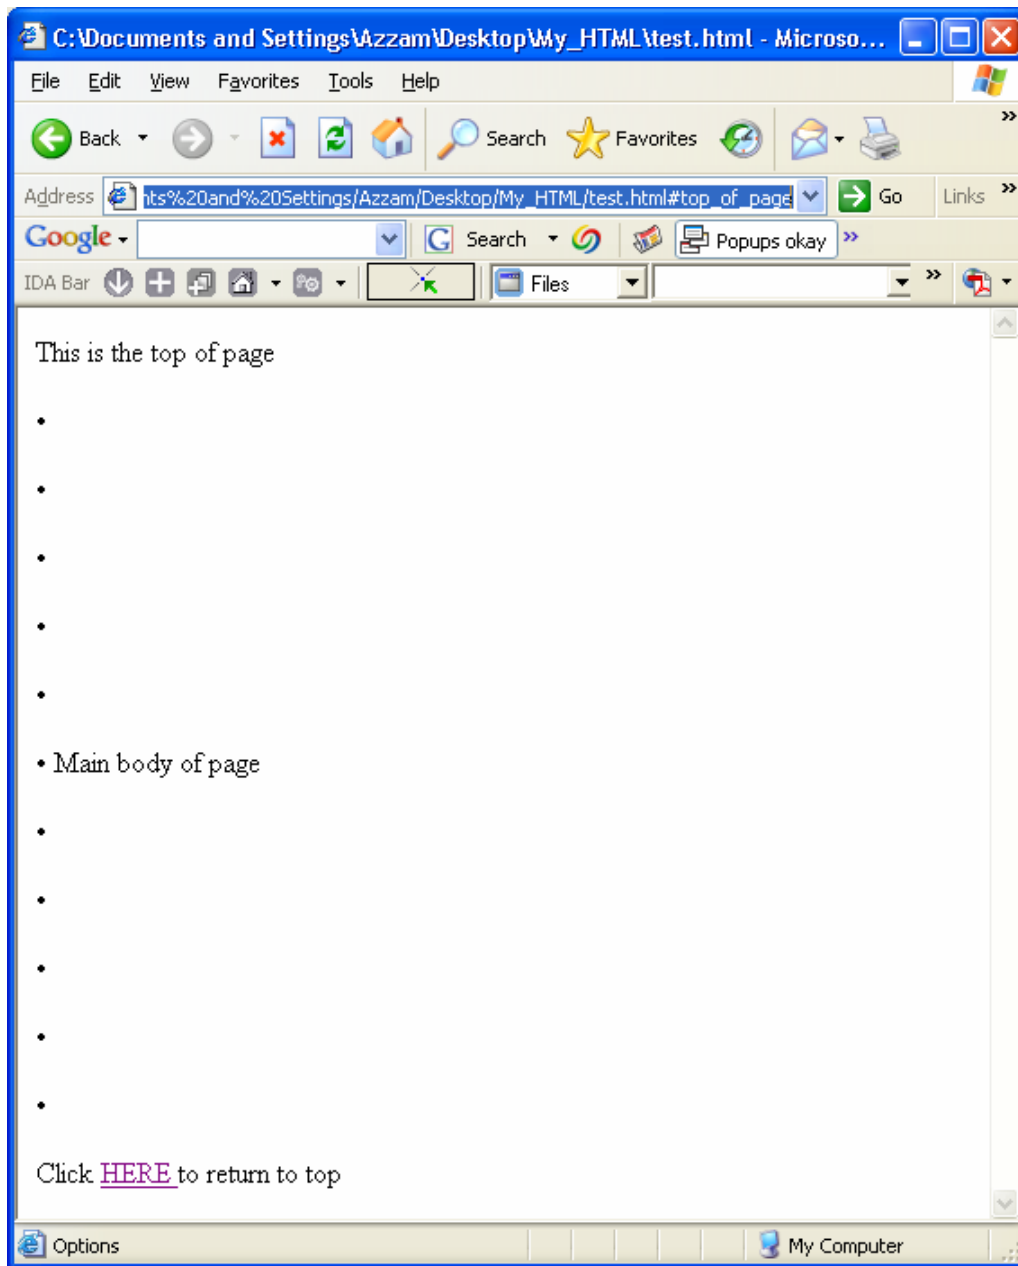 C:\Documents and Settings\Azzam\Desktop\My_HTML\test.html - Microso...
File Edit View Favorites Tools Help
Back Search Favorites »
Address nts%20and%20Settings/Azzam/Desktop/My_HTML/test.html#top_of_page Go Links »
Google G Search Popups okay »
IDA Bar Files »
This is the top of page
•
•
•
•
•
• Main body of page
•
•
•
•
•
Click HERE to return to top
Options My Computer